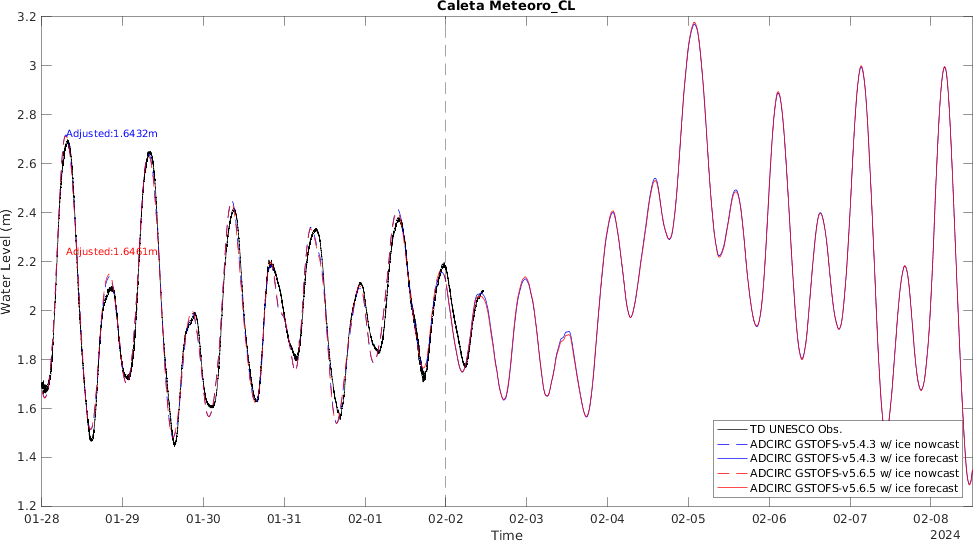 Caleta Meteoro_CL
3.2
3
2.8
2.6
2.4
2.2
2
1.8
1.6
1.4
1.2
Water Level (m)
Adjusted:1.6432m
Adjusted:1.6461m
TD UNESCO Obs.
ADCIRC GSTOFS-v5.4.3 w/ ice nowcast
ADCIRC GSTOFS-v5.4.3 w/ ice forecast
ADCIRC GSTOFS-v5.6.5 w/ ice nowcast
ADCIRC GSTOFS-v5.6.5 w/ ice forecast
01-28 01-29 01-30 01-31 02-01 02-02 02-03 02-04 02-05 02-06 02-07 02-08
Time
2024